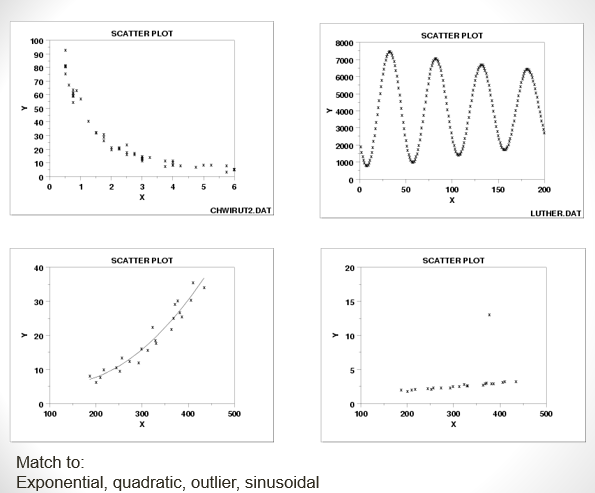 SCATTER PLOT
100
90
80
70
60
50
40
30
20
10
0
Y
0 1 2 3 4 5 6
X
CHWIRUT2.DAT
SCATTER PLOT
8000
7000
6000
5000
4000
3000
2000
1000
0
Y
0 50 100 150 200
X
LUTHER.DAT
SCATTER PLOT
40
30
20
10
0
Y
100 200 300 400 500
X
SCATTER PLOT
20
15
10
5
0
Y
100 200 300 400 500
X
Match to:
Exponential, quadratic, outlier, sinusoidal